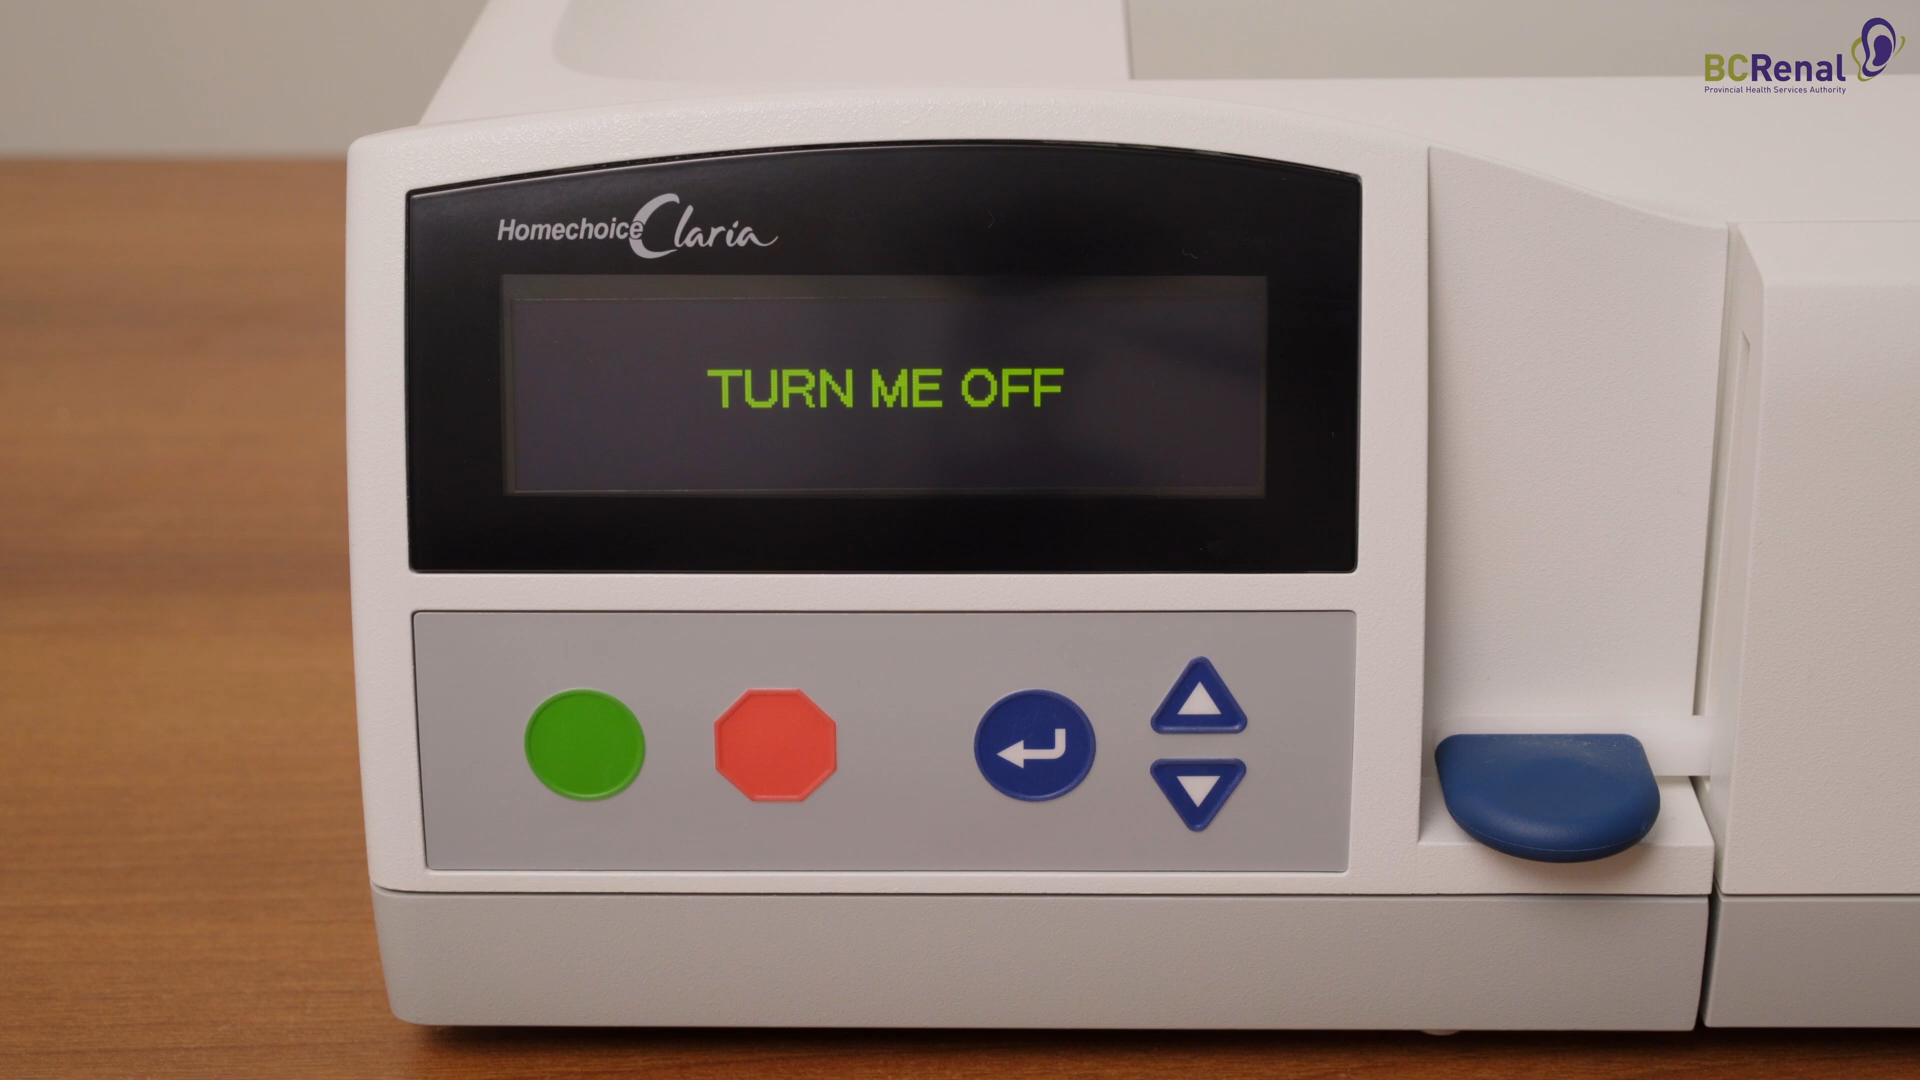 BCRenal
Provincial Health Services Authority
Homechoice Claria
TURN ME OFF